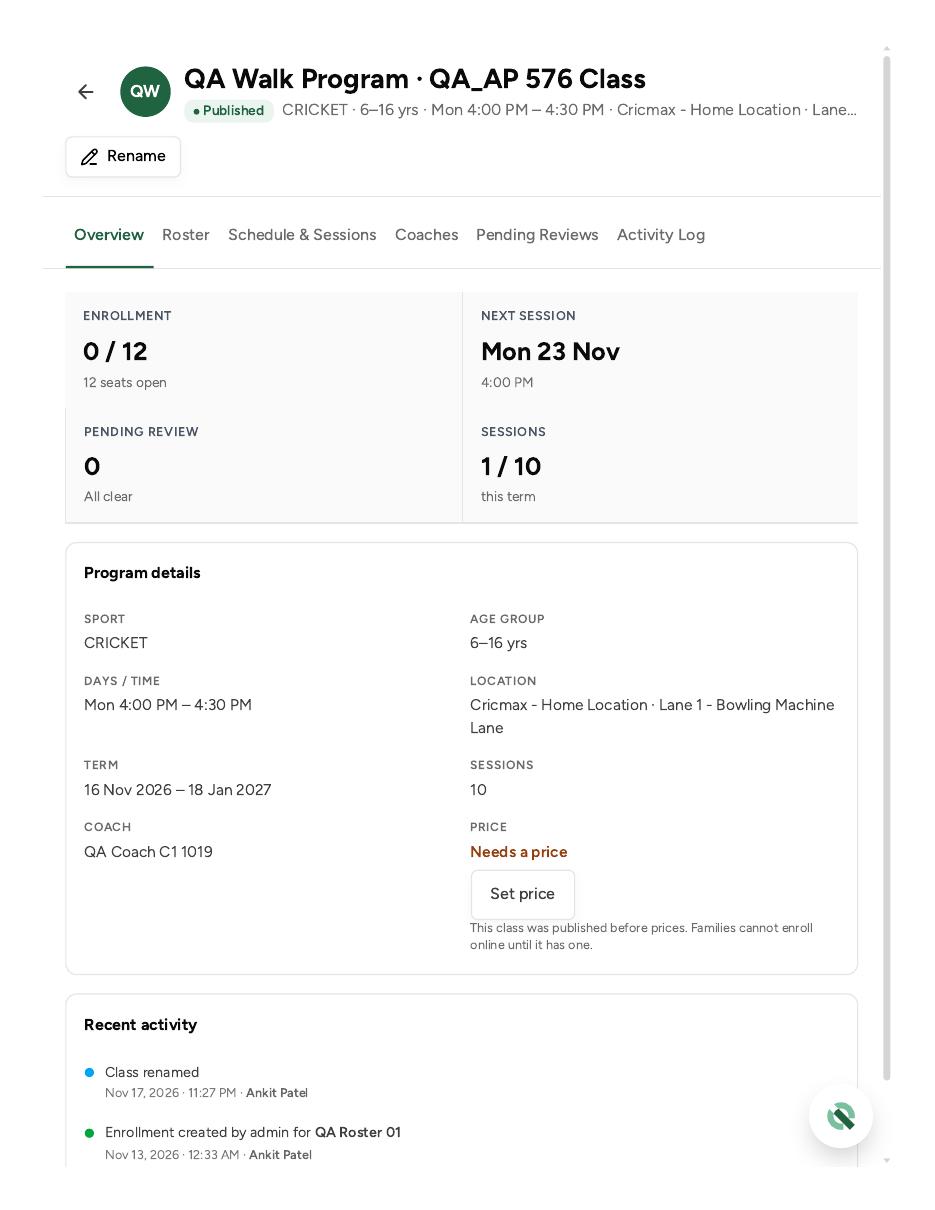 QW
QA Walk Program · QA_AP 576 Class
Published
CRICKET · 6–16 yrs · Mon 4:00 PM – 4:30 PM · Cricmax - Home Location · Lane...
Rename
Overview
Roster
Schedule & Sessions
Coaches
Pending Reviews
Activity Log
ENROLLMENT
0 / 12
12 seats open
NEXT SESSION
Mon 23 Nov
4:00 PM
PENDING REVIEW
0
All clear
SESSIONS
1 / 10
this term
Program details
SPORT
CRICKET
AGE GROUP
6–16 yrs
DAYS / TIME
Mon 4:00 PM – 4:30 PM
LOCATION
Cricmax - Home Location · Lane 1 - Bowling Machine
Lane
TERM
16 Nov 2026 – 18 Jan 2027
SESSIONS
10
COACH
QA Coach C1 1019
PRICE
Needs a price
Set price
This class was published before prices. Families cannot enroll
online until it has one.
Recent activity
Class renamed
Nov 17, 2026 · 11:27 PM · Ankit Patel
Enrollment created by admin for QA Roster 01
Nov 13, 2026 · 12:33 AM · Ankit Patel